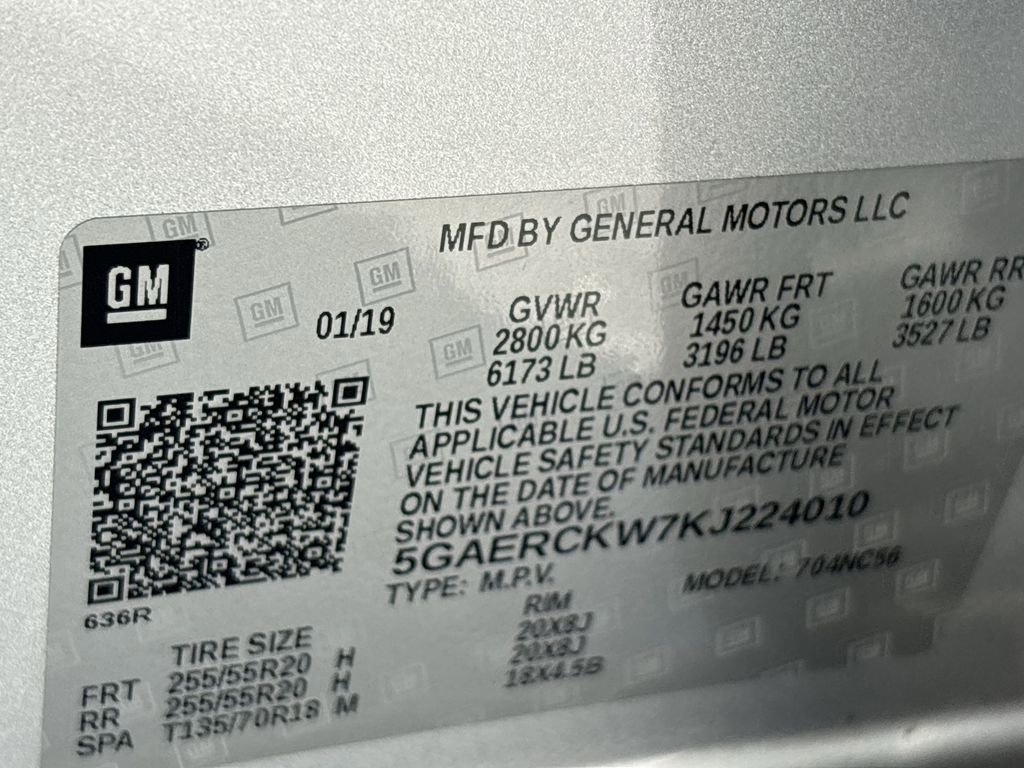 GM
MFD BY GENERAL MOTORS LLC
01/19
GVWR
2800 KG
6173 LB
GAWR FRT
1450 KG
3196 LB
GAWR RR
1600 KG
3527 LB
THIS VEHICLE CONFORMS TO ALL
APPLICABLE U.S. FEDERAL MOTOR
VEHICLE SAFETY STANDARDS IN EFFECT
ON THE DATE OF MANUFACTURE
SHOWN ABOVE.
5GAERCKW7KJ224010
TYPE: M.P.V. MODEL: 704NC56
636R
TIRE SIZE RIM
FRT 255/55R20 H 20X8J
RR 255/55R20 H 20X8J
SPA T135/70R18 M 18X4.5B